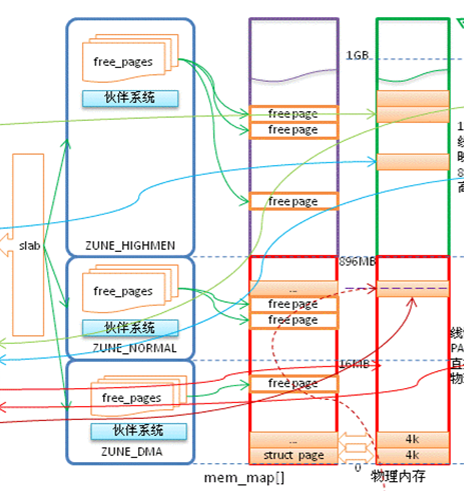 free_pages
伙伴系统
ZUNE_HIGHMEN
slab
free_pages
伙伴系统
ZUNE_NORMAL
free_pages
伙伴系统
ZUNE_DMA
free page
free page
free page
...
free page
free page
free page
...
struct page
mem_map[]
1GB
896MB
16MB
0
4k
4k
物理内存
1
线
映
8
高
线
PA
直
物